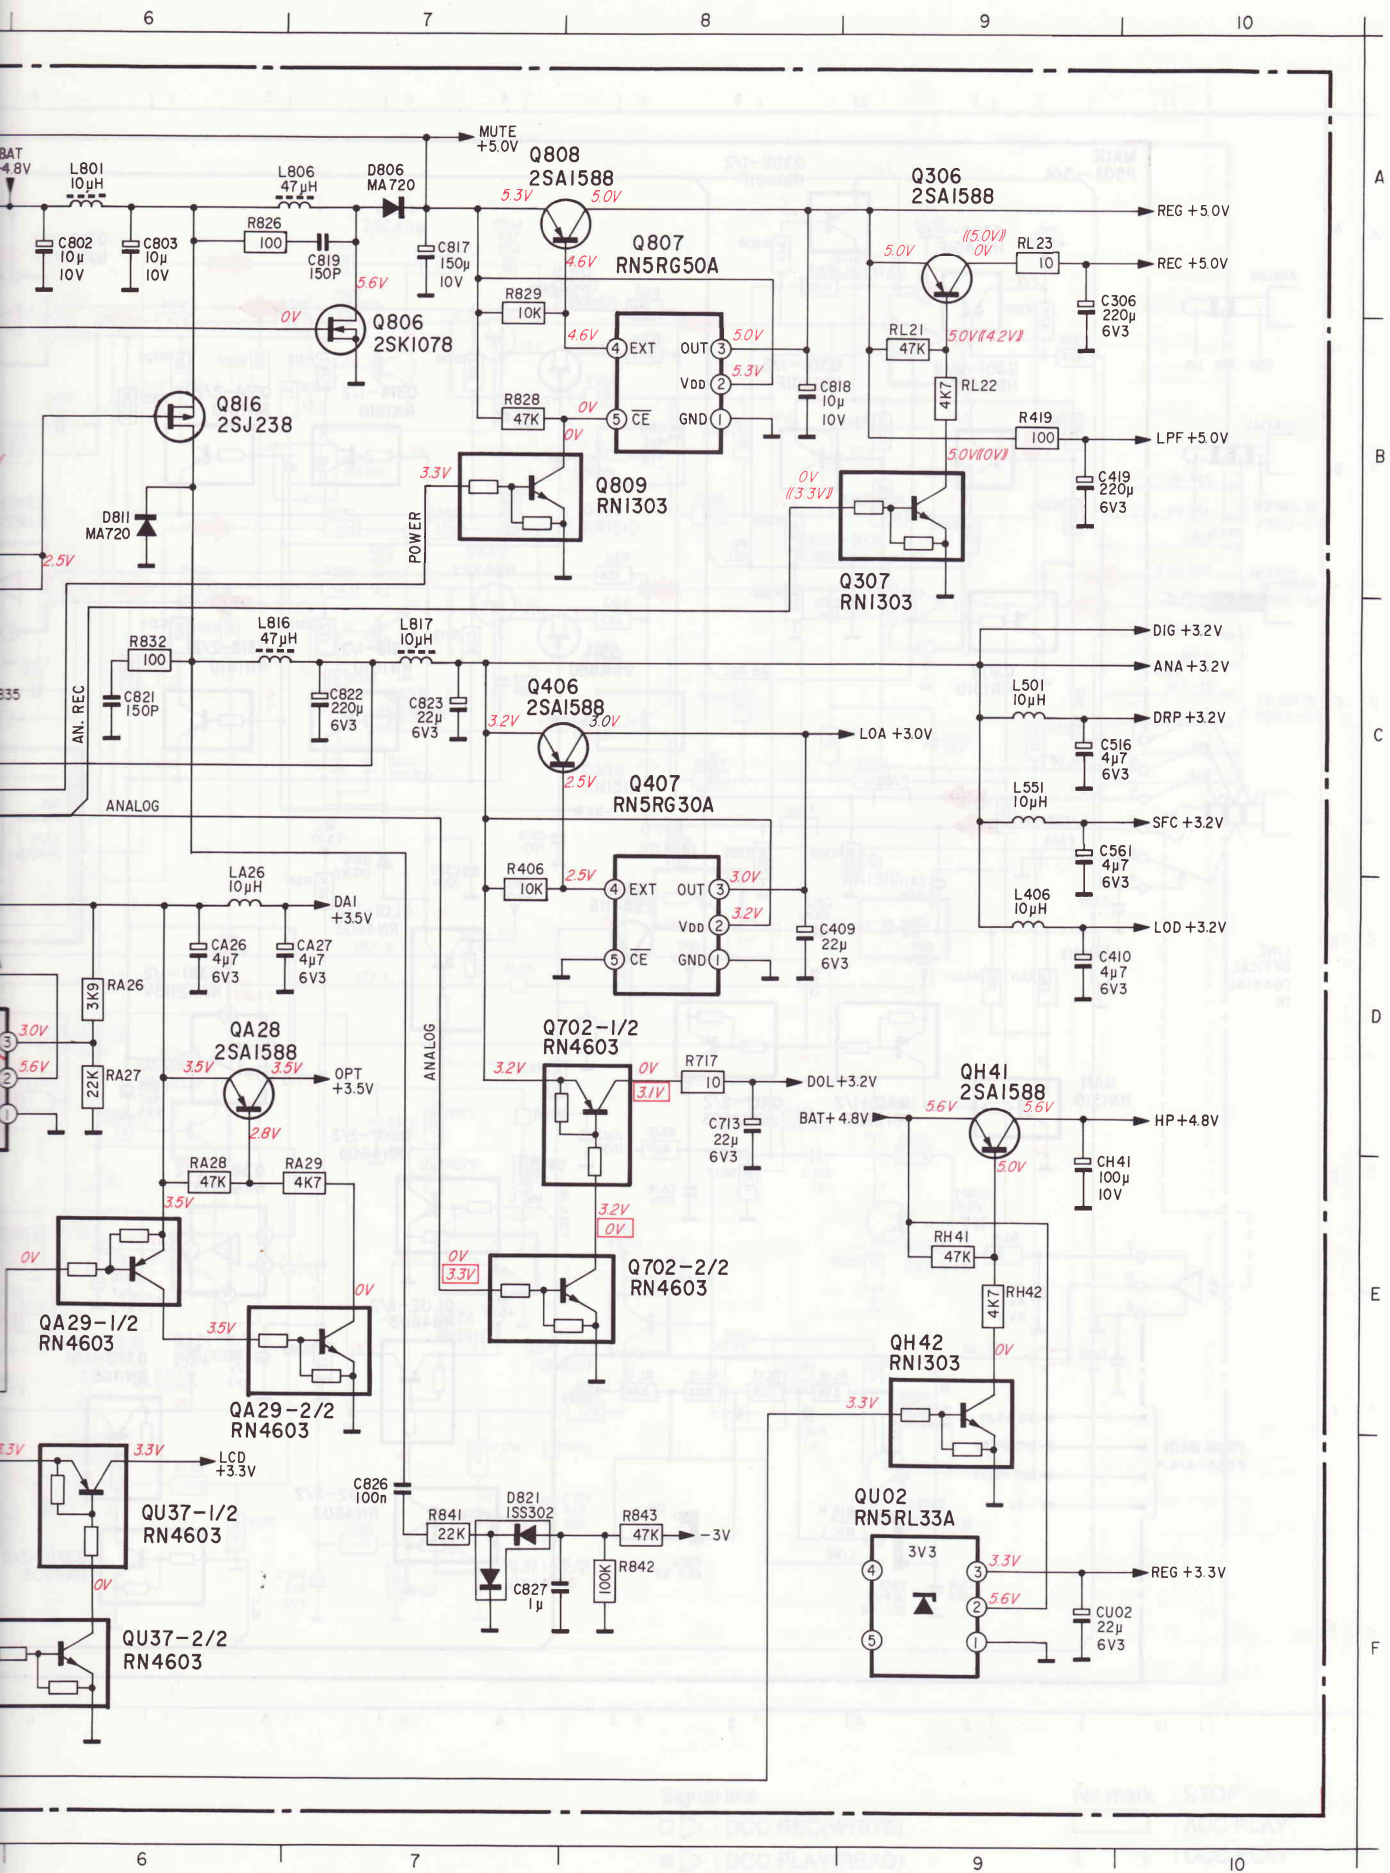 6
7
8
9
10
A
B
C
D
E
F
BAT
-4.8V
L801
10μH
L806
47μH
D806
MA720
MUTE
+5.0V
Q808
2SA1588
5.3V
5.0V
Q306
2SA1588
REG +5.0V
R826
100
C802
10μ
10V
C803
10μ
10V
C819
150P
C817
150μ
10V
4.6V
Q807
RN5RG50A
5.0V
((5.0V))
0V
RL23
10
REC +5.0V
5.6V
0V
Q806
2SK1078
R829
10K
4.6V
4 EXT
OUT 3
5.0V
VDD 2
5.3V
5 CE
GND 1
C818
10μ
10V
RL21
47K
5.0V((4.2V))
4K7
RL22
C306
220μ
6V3
Q816
2SJ238
R828
47K
0V
0V
R419
100
LPF +5.0V
5.0V((0V))
C419
220μ
6V3
3.3V
Q809
RN1303
0V
((3.3V))
Q307
RN1303
D811
MA720
2.5V
POWER
R832
100
L816
47μH
L817
10μH
DIG +3.2V
ANA +3.2V
835
C821
150P
AN. REC
C822
220μ
6V3
C823
22μ
6V3
Q406
2SA1588
3.2V
3.0V
LOA +3.0V
L501
10μH
DRP +3.2V
C516
4μ7
6V3
2.5V
Q407
RN5RG30A
L551
10μH
SFC +3.2V
C561
4μ7
6V3
ANALOG
LA26
10μH
DAI
+3.5V
R406
10K
2.5V
4 EXT
OUT 3
3.0V
VDD 2
3.2V
5 CE
GND 1
C409
22μ
6V3
L406
10μH
LOD +3.2V
C410
4μ7
6V3
CA26
4μ7
6V3
CA27
4μ7
6V3
3K9
RA26
3
3.0V
2
5.6V
1
22K
RA27
QA28
2SA1588
3.5V
3.5V
OPT
+3.5V
2.8V
ANALOG
Q702-1/2
RN4603
3.2V
0V
3.1V
R717
10
DOL +3.2V
C713
22μ
6V3
BAT+4.8V
QH41
2SA1588
5.6V
5.6V
HP+4.8V
5.0V
CH41
100μ
10V
RA28
47K
RA29
4K7
3.5V
0V
QA29-1/2
RN4603
3.5V
0V
QA29-2/2
RN4603
3.2V
0V
0V
3.3V
Q702-2/2
RN4603
RH41
47K
4K7
RH42
QH42
RN1303
0V
3.3V
3.3V
3.3V
LCD
+3.3V
QU37-1/2
RN4603
0V
QU37-2/2
RN4603
C826
100n
R841
22K
D821
1SS302
R843
47K
-3V
C827
1μ
100K
R842
QU02
RN5RL33A
3V3
4
3
3.3V
REG +3.3V
2
5.6V
5
1
CU02
22μ
6V3
6
7
9
10